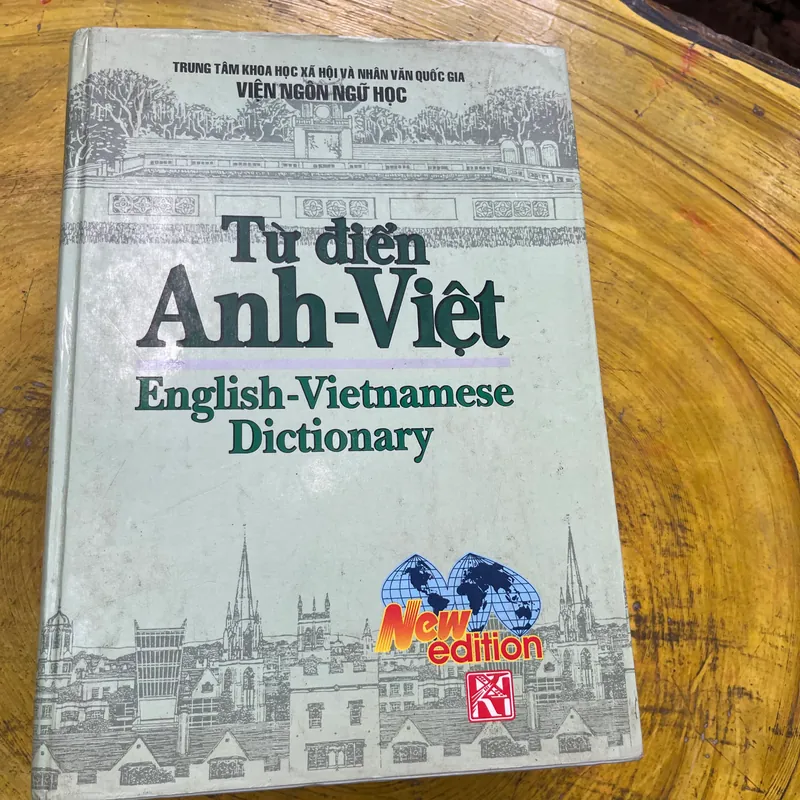 TRUNG TÂM KHOA HỌC XÃ HỘI VÀ NHÂN VĂN QUỐC GIA
VIỆN NGÔN NGỮ HỌC
Từ điển
Anh-Việt
English-Vietnamese
Dictionary
New
edition